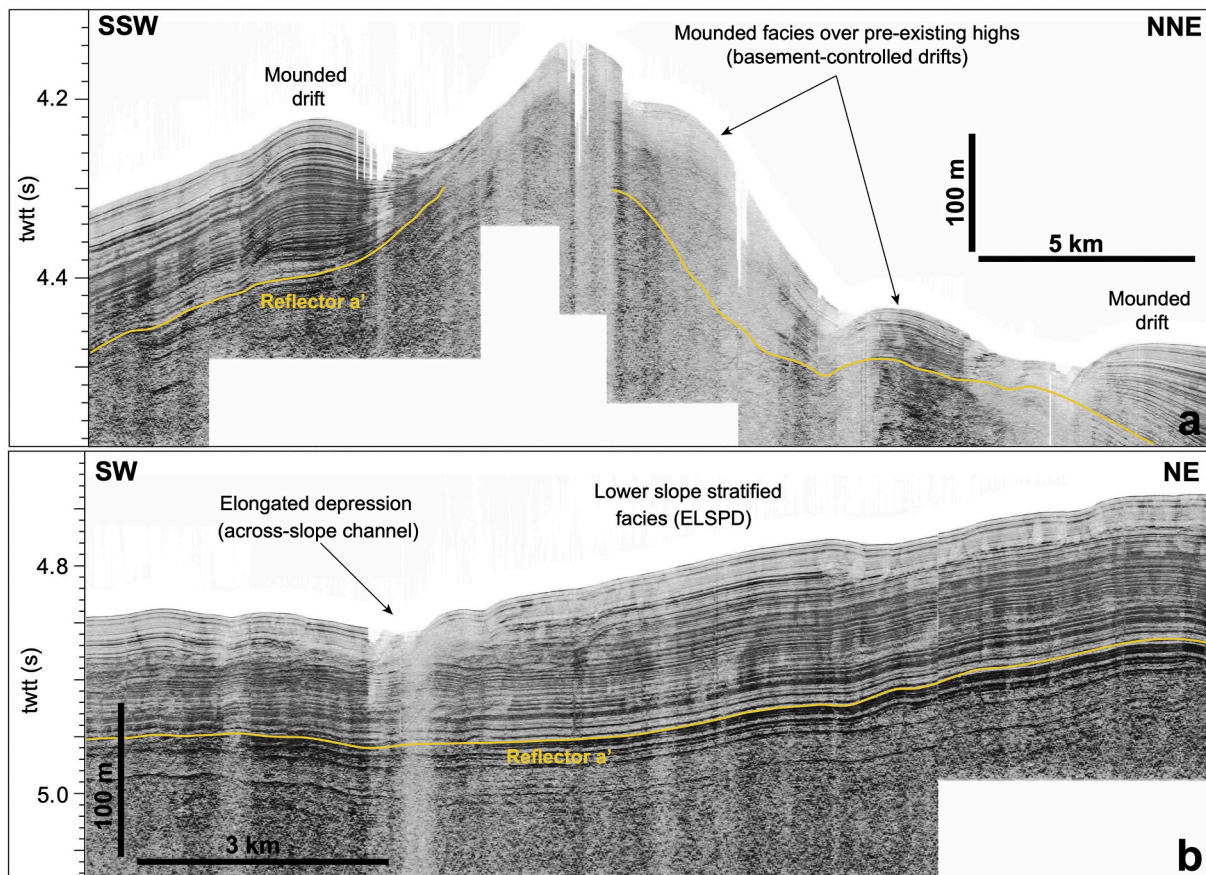 SSW
NNE
Mounded facies over pre-existing highs
(basement-controlled drifts)
Mounded
drift
4.2
twtt (s)
100 m
5 km
4.4
Reflector a'
Mounded
drift
a
SW
NE
Elongated depression
(across-slope channel)
Lower slope stratified
facies (ELSPD)
4.8
twtt (s)
Reflector a'
5.0
100 m
3 km
b